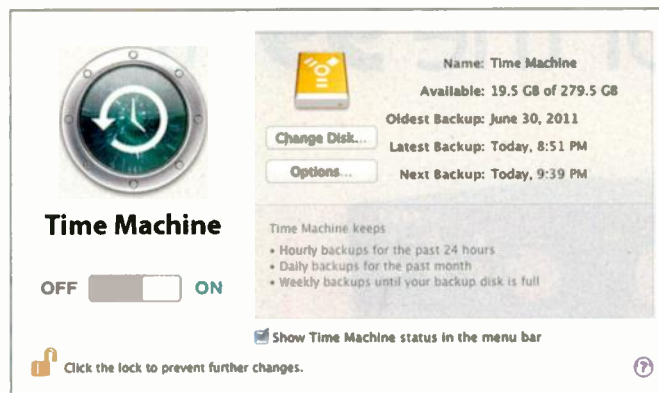 Name: Time Machine
Available: 19.5 GB of 279.5 GB
Oldest Backup: June 30, 2011
Change Disk...
Latest Backup: Today, 8:51 PM
Options...
Next Backup: Today, 9:39 PM
Time Machine
Time Machine keeps
• Hourly backups for the past 24 hours
• Daily backups for the past month
• Weekly backups until your backup disk is full
OFF ON
Show Time Machine status in the menu bar
Click the lock to prevent further changes.
?